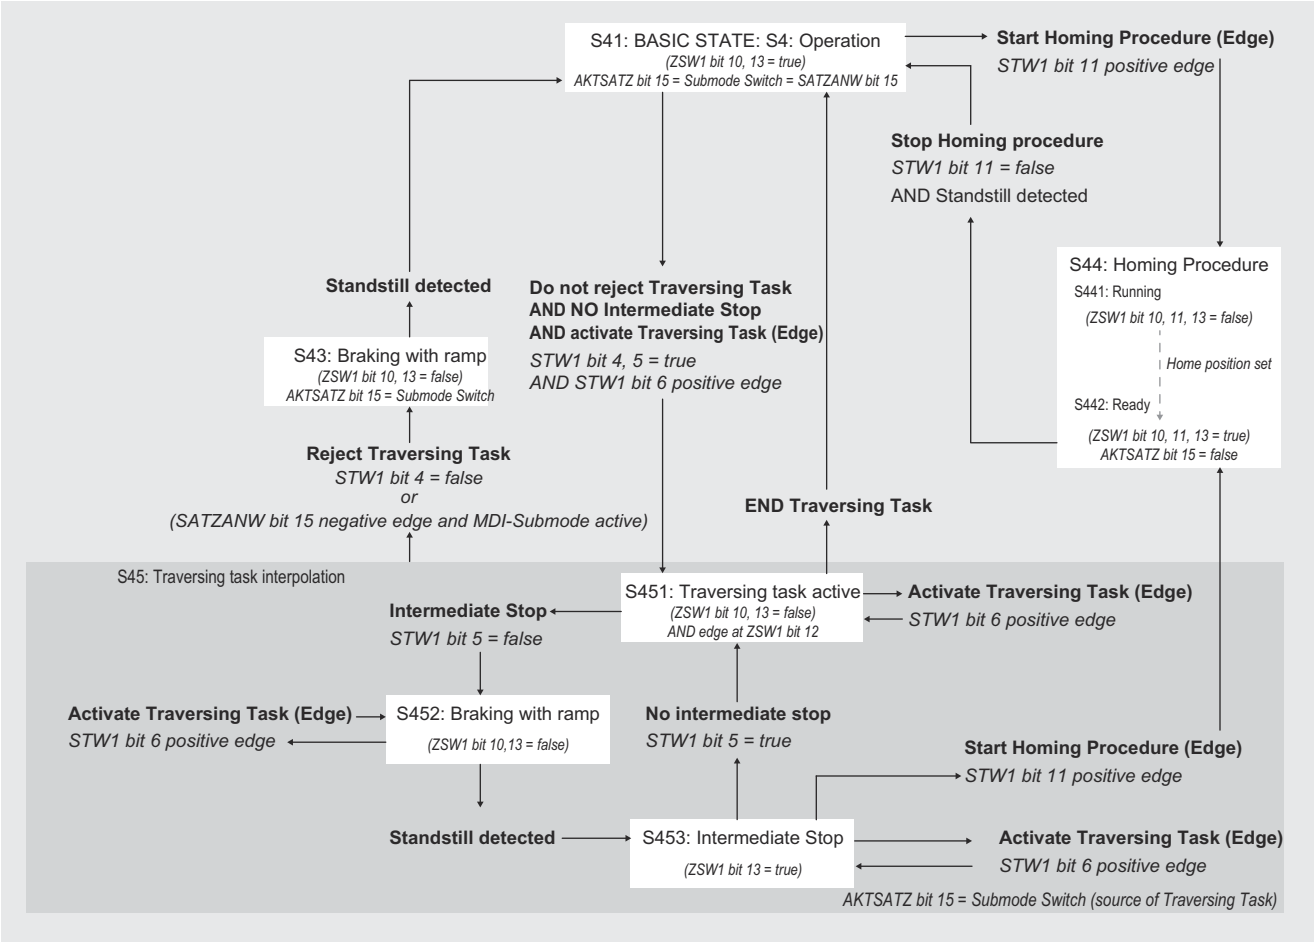 S41: BASIC STATE: S4: Operation
(ZSW1 bit 10, 13 = true)
AKTSATZ bit 15 = Submode Switch = SATZANW bit 15
Start Homing Procedure (Edge)
STW1 bit 11 positive edge
Stop Homing procedure
STW1 bit 11 = false
AND Standstill detected
S44: Homing Procedure
S441: Running
(ZSW1 bit 10, 11, 13 = false)
Home position set
S442: Ready
(ZSW1 bit 10, 11, 13 = true)
AKTSATZ bit 15 = false
Standstill detected
Do not reject Traversing Task
AND NO Intermediate Stop
AND activate Traversing Task (Edge)
STW1 bit 4, 5 = true
AND STW1 bit 6 positive edge
S43: Braking with ramp
(ZSW1 bit 10, 13 = false)
AKTSATZ bit 15 = Submode Switch
Reject Traversing Task
STW1 bit 4 = false
or
(SATZANW bit 15 negative edge and MDI-Submode active)
END Traversing Task
S45: Traversing task interpolation
S451: Traversing task active
(ZSW1 bit 10, 13 = false)
AND edge at ZSW1 bit 12
Activate Traversing Task (Edge)
STW1 bit 6 positive edge
Intermediate Stop
STW1 bit 5 = false
Activate Traversing Task (Edge)
STW1 bit 6 positive edge
S452: Braking with ramp
(ZSW1 bit 10,13 = false)
No intermediate stop
STW1 bit 5 = true
Start Homing Procedure (Edge)
STW1 bit 11 positive edge
Standstill detected
S453: Intermediate Stop
(ZSW1 bit 13 = true)
Activate Traversing Task (Edge)
STW1 bit 6 positive edge
AKTSATZ bit 15 = Submode Switch (source of Traversing Task)